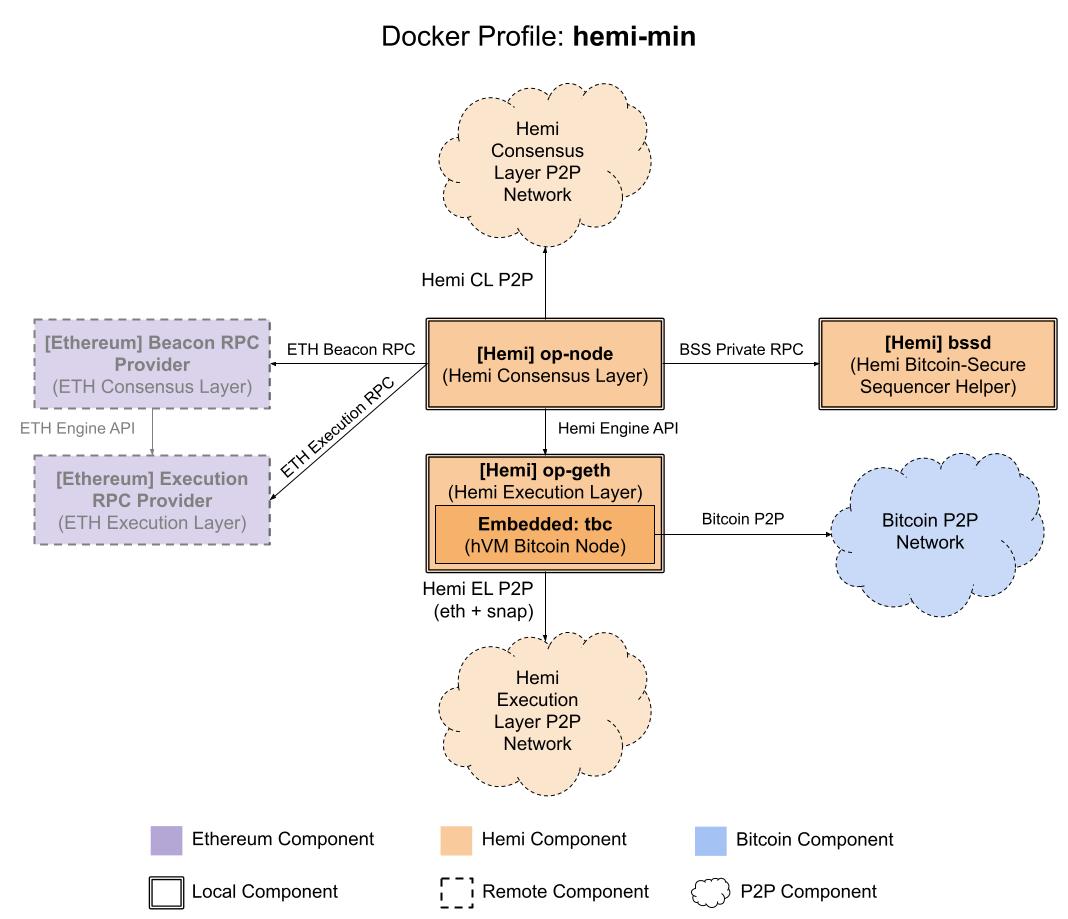 Docker Profile: hemi-min
Hemi
Consensus
Layer P2P
Network
Hemi CL P2P
[Ethereum] Beacon RPC
Provider
(ETH Consensus Layer)
ETH Beacon RPC
[Hemi] op-node
(Hemi Consensus Layer)
BSS Private RPC
[Hemi] bssd
(Hemi Bitcoin-Secure
Sequencer Helper)
ETH Engine API
ETH Execution RPC
Hemi Engine API
[Ethereum] Execution
RPC Provider
(ETH Execution Layer)
[Hemi] op-geth
(Hemi Execution Layer)
Embedded: tbc
(hVM Bitcoin Node)
Bitcoin P2P
Bitcoin P2P
Network
Hemi EL P2P
(eth + snap)
Hemi
Execution
Layer P2P
Network
Ethereum Component
Hemi Component
Bitcoin Component
Local Component
Remote Component
P2P Component